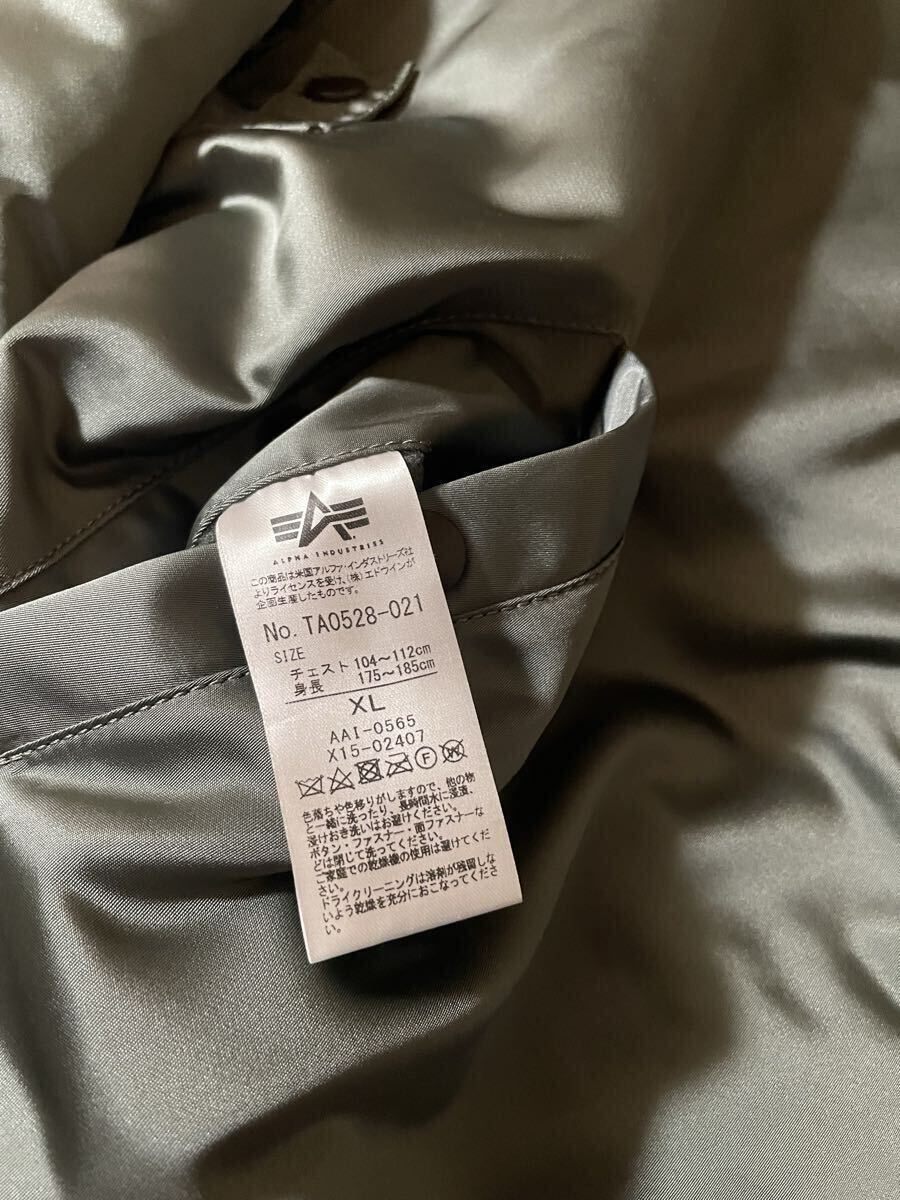 ALPHA INDUSTRIES
この商品は米国アルファ・インダストリーズ社
よりライセンスを受け、(株)エドウインが
企画生産したものです。
No. TA0528-021
SIZE
チェスト 104～112cm
身長 175～185cm
XL
AAI-0565
X15-02407
F W
色落ちや色移りがしますので、他の物
と一緒に洗ったり、長時間水に浸漬、
浸けおき洗いはお避けください。
ボタン・ファスナー・面ファスナーな
どは閉じて洗ってください。
ご家庭での乾燥機の使用は避けてくだ
さい。
ドライクリーニングは溶剤が残留しな
いよう乾燥を充分におこなってくださ
い。